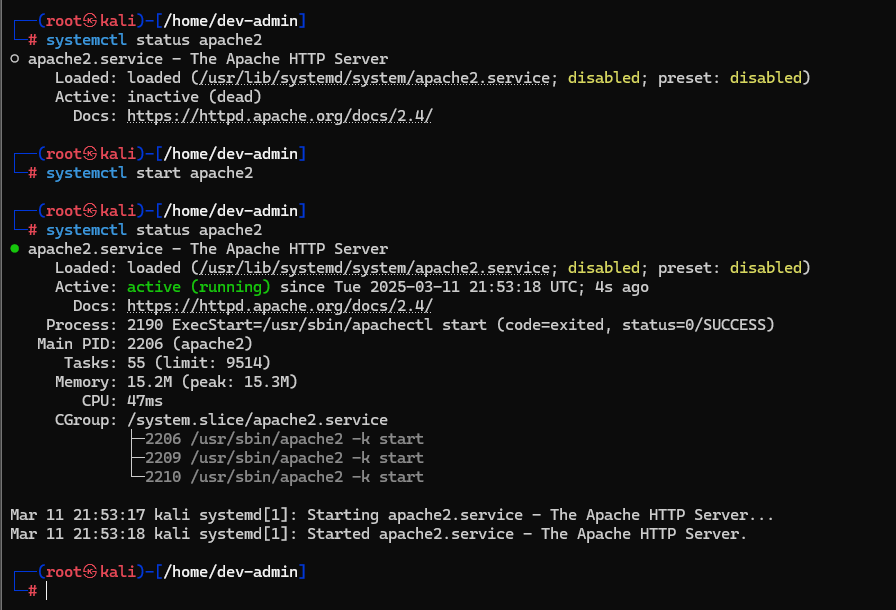 ┌──(root㉿kali)-[/home/dev-admin]
└─# systemctl status apache2
○ apache2.service - The Apache HTTP Server
     Loaded: loaded (/usr/lib/systemd/system/apache2.service; disabled; preset: disabled)
     Active: inactive (dead)
       Docs: https://httpd.apache.org/docs/2.4/

┌──(root㉿kali)-[/home/dev-admin]
└─# systemctl start apache2

┌──(root㉿kali)-[/home/dev-admin]
└─# systemctl status apache2
● apache2.service - The Apache HTTP Server
     Loaded: loaded (/usr/lib/systemd/system/apache2.service; disabled; preset: disabled)
     Active: active (running) since Tue 2025-03-11 21:53:18 UTC; 4s ago
       Docs: https://httpd.apache.org/docs/2.4/
    Process: 2190 ExecStart=/usr/sbin/apachectl start (code=exited, status=0/SUCCESS)
   Main PID: 2206 (apache2)
      Tasks: 55 (limit: 9514)
     Memory: 15.2M (peak: 15.3M)
        CPU: 47ms
     CGroup: /system.slice/apache2.service
             ├─2206 /usr/sbin/apache2 -k start
             ├─2209 /usr/sbin/apache2 -k start
             └─2210 /usr/sbin/apache2 -k start

Mar 11 21:53:17 kali systemd[1]: Starting apache2.service - The Apache HTTP Server...
Mar 11 21:53:18 kali systemd[1]: Started apache2.service - The Apache HTTP Server.

┌──(root㉿kali)-[/home/dev-admin]
└─#